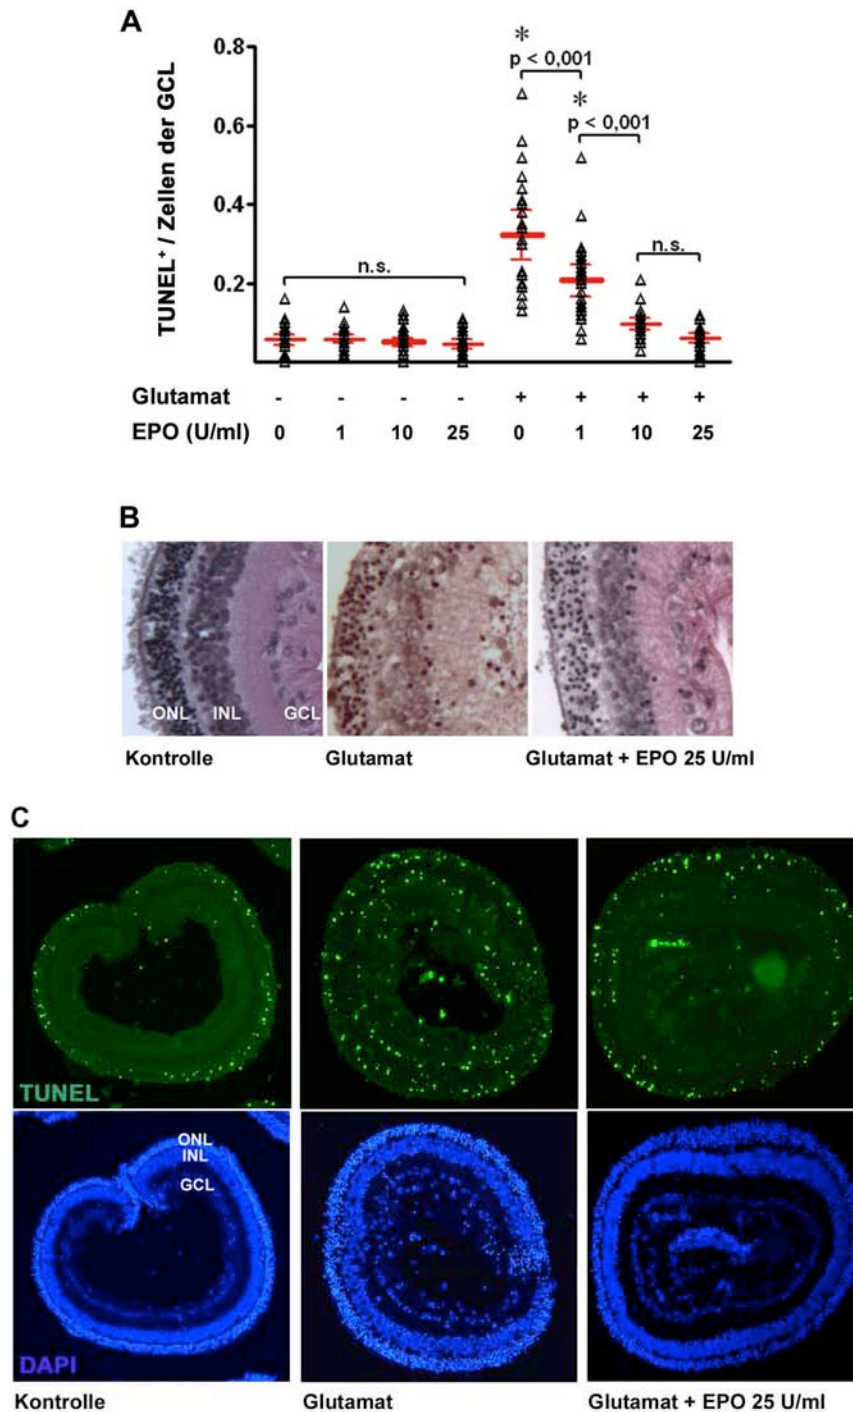 A
TUNEL⁺ / Zellen der GCL
0.8
0.6
0.4
0.2
*
p < 0,001
*
p < 0,001
n.s.
n.s.
Glutamat - - - - + + + +
EPO (U/ml) 0 1 10 25 0 1 10 25
B
ONL INL GCL
Kontrolle Glutamat Glutamat + EPO 25 U/ml
C
TUNEL
ONL
INL
GCL
DAPI
Kontrolle Glutamat Glutamat + EPO 25 U/ml